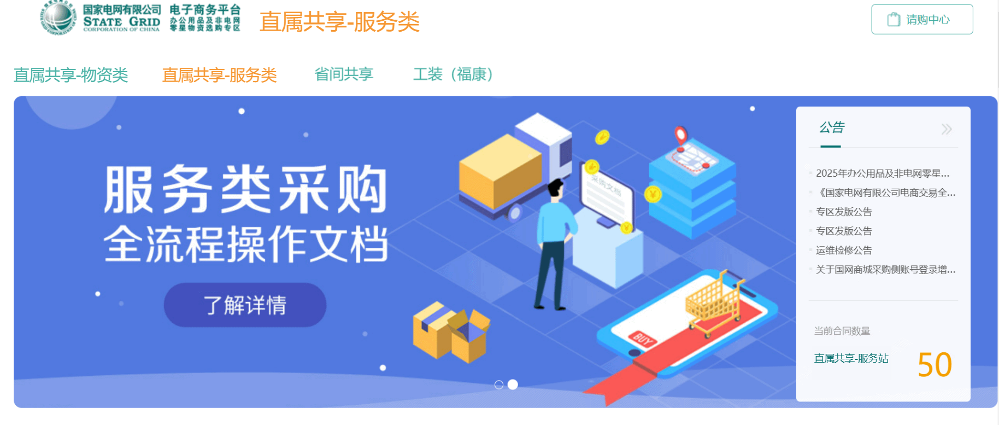 国家电网有限公司
STATE GRID
CORPORATION OF CHINA
电子商务平台
办公用品及非电网
零星物资选购专区
直属共享-服务类
请购中心
直属共享-物资类
直属共享-服务类
省间共享
工装（福康）
服务类采购
全流程操作文档
了解详情
采购文档
BUY
公告
2025年办公用品及非电网零星...
《国家电网有限公司电商交易全...
专区发版公告
专区发版公告
运维检修公告
关于国网商城采购侧账号登录增...
当前合同数量
直属共享-服务站
50